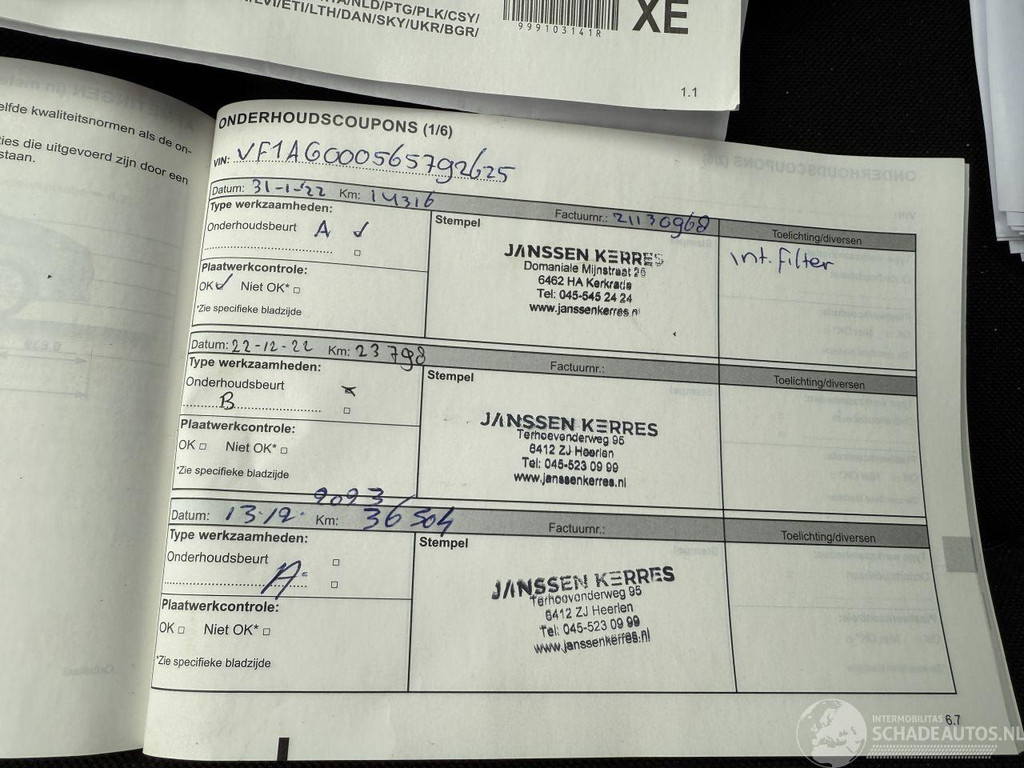 /NLD/PTG/PLK/CSY/
/LVI/ETI/LTH/DAN/SKY/UKR/BGR/
999103141R
XE
1.1
elfde kwaliteitsnormen als de on-
ties die uitgevoerd zijn door een
staan.
ONDERHOUDSCOUPONS (1/6)
VIN: VF1AG000565792625
Datum: 31-1-22 Km: 14316 Factuurnr.: 21130968
Type werkzaamheden:
Onderhoudsbeurt A ✓
Plaatwerkcontrole:
OK ✓ Niet OK* □
*Zie specifieke bladzijde
Stempel
JANSSEN KERRES
Domaniale Mijnstraat 26
6462 HA Kerkrade
Tel: 045-545 24 24
www.janssenkerres.nl
Toelichting/diversen
int. filter
Datum: 22-12-22 Km: 23798 Factuurnr.:
Type werkzaamheden:
Onderhoudsbeurt
B
Plaatwerkcontrole:
OK □ Niet OK* □
*Zie specifieke bladzijde
Stempel
JANSSEN KERRES
Terhoevenderweg 95
6412 ZJ Heerlen
Tel: 045-523 09 99
www.janssenkerres.nl
Toelichting/diversen
Datum: 13-12- Km: 36504 Factuurnr.:
Type werkzaamheden:
Onderhoudsbeurt □
A □
Plaatwerkcontrole:
OK □ Niet OK* □
*Zie specifieke bladzijde
Stempel
JANSSEN KERRES
Terhoevenderweg 95
6412 ZJ Heerlen
Tel: 045-523 09 99
www.janssenkerres.nl
Toelichting/diversen
6.7
INTERMOBILITAS
SCHADEAUTOS.NL